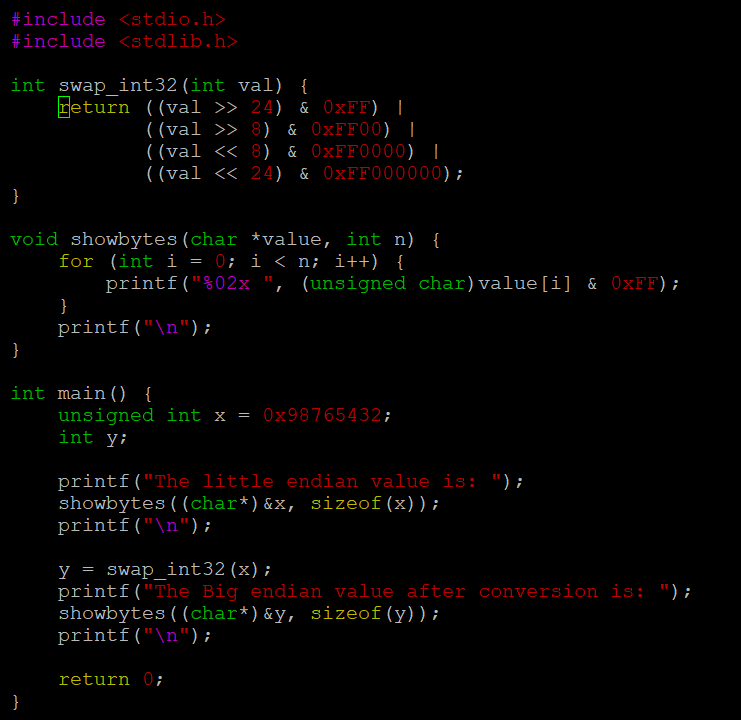 #include <stdio.h>
#include <stdlib.h>

int swap_int32(int val) {
    return ((val >> 24) & 0xFF) |
           ((val >> 8) & 0xFF00) |
           ((val << 8) & 0xFF0000) |
           ((val << 24) & 0xFF000000);
}

void showbytes(char *value, int n) {
    for (int i = 0; i < n; i++) {
        printf("%02x ", (unsigned char)value[i] & 0xFF);
    }
    printf("\n");
}

int main() {
    unsigned int x = 0x98765432;
    int y;

    printf("The little endian value is: ");
    showbytes((char*)&x, sizeof(x));
    printf("\n");

    y = swap_int32(x);
    printf("The Big endian value after conversion is: ");
    showbytes((char*)&y, sizeof(y));
    printf("\n");

    return 0;
}